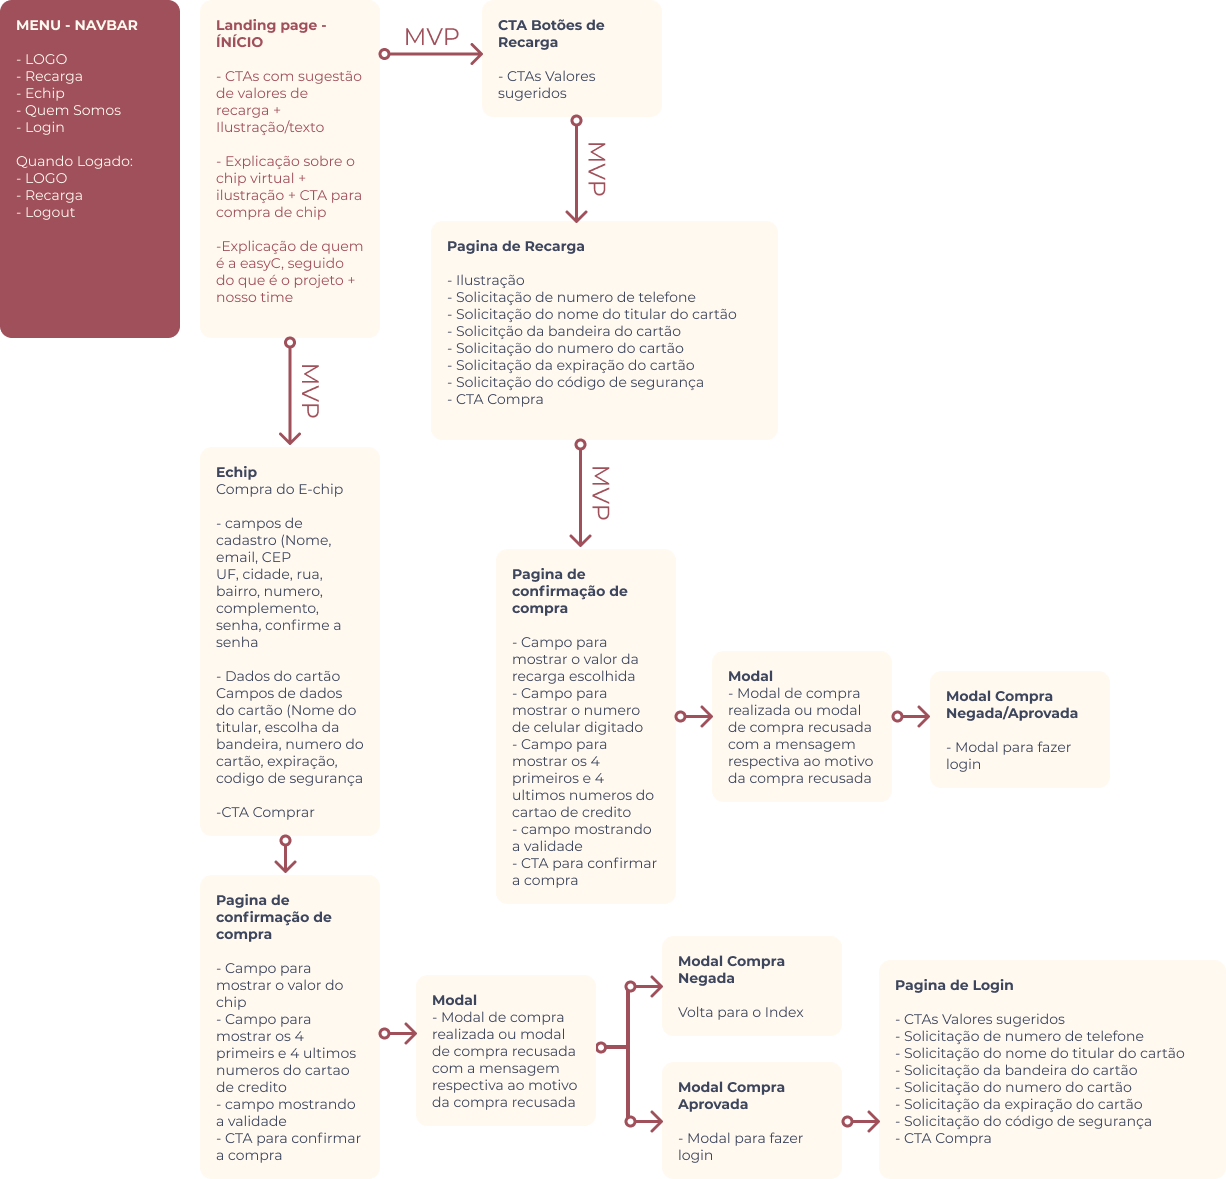 MENU - NAVBAR
- LOGO
- Recarga
- Echip
- Quem Somos
- Login
Quando Logado:
- LOGO
- Recarga
- Logout
Landing page -
ÍNÍCIO
- CTAs com sugestão
de valores de
recarga +
Ilustração/texto
- Explicação sobre o
chip virtual +
ilustração + CTA para
compra de chip
-Explicação de quem
é a easyC, seguido
do que é o projeto +
nosso time
MVP
CTA Botões de
Recarga
- CTAs Valores
sugeridos
MVP
Pagina de Recarga
- Ilustração
- Solicitação de numero de telefone
- Solicitação do nome do titular do cartão
- Solicitção da bandeira do cartão
- Solicitação do numero do cartão
- Solicitação da expiração do cartão
- Solicitação do código de segurança
- CTA Compra
MVP
MVP
Echip
Compra do E-chip
- campos de
cadastro (Nome,
email, CEP
UF, cidade, rua,
bairro, numero,
complemento,
senha, confirme a
senha
- Dados do cartão
Campos de dados
do cartão (Nome do
titular, escolha da
bandeira, numero do
cartão, expiração,
codigo de segurança
-CTA Comprar
Pagina de
confirmação de
compra
- Campo para
mostrar o valor da
recarga escolhida
- Campo para
mostrar o numero
de celular digitado
- Campo para
mostrar os 4
primeiros e 4
ultimos numeros do
cartao de credito
- campo mostrando
a validade
- CTA para confirmar
a compra
Modal
- Modal de compra
realizada ou modal
de compra recusada
com a mensagem
respectiva ao motivo
da compra recusada
Modal Compra
Negada/Aprovada
- Modal para fazer
login
Pagina de
confirmação de
compra
- Campo para
mostrar o valor do
chip
- Campo para
mostrar os 4
primeirs e 4 ultimos
numeros do cartao
de credito
- campo mostrando
a validade
- CTA para confirmar
a compra
Modal
- Modal de compra
realizada ou modal
de compra recusada
com a mensagem
respectiva ao motivo
da compra recusada
Modal Compra
Negada
Volta para o Index
Modal Compra
Aprovada
- Modal para fazer
login
Pagina de Login
- CTAs Valores sugeridos
- Solicitação de numero de telefone
- Solicitação do nome do titular do cartão
- Solicitação da bandeira do cartão
- Solicitação do numero do cartão
- Solicitação da expiração do cartão
- Solicitação do código de segurança
- CTA Compra